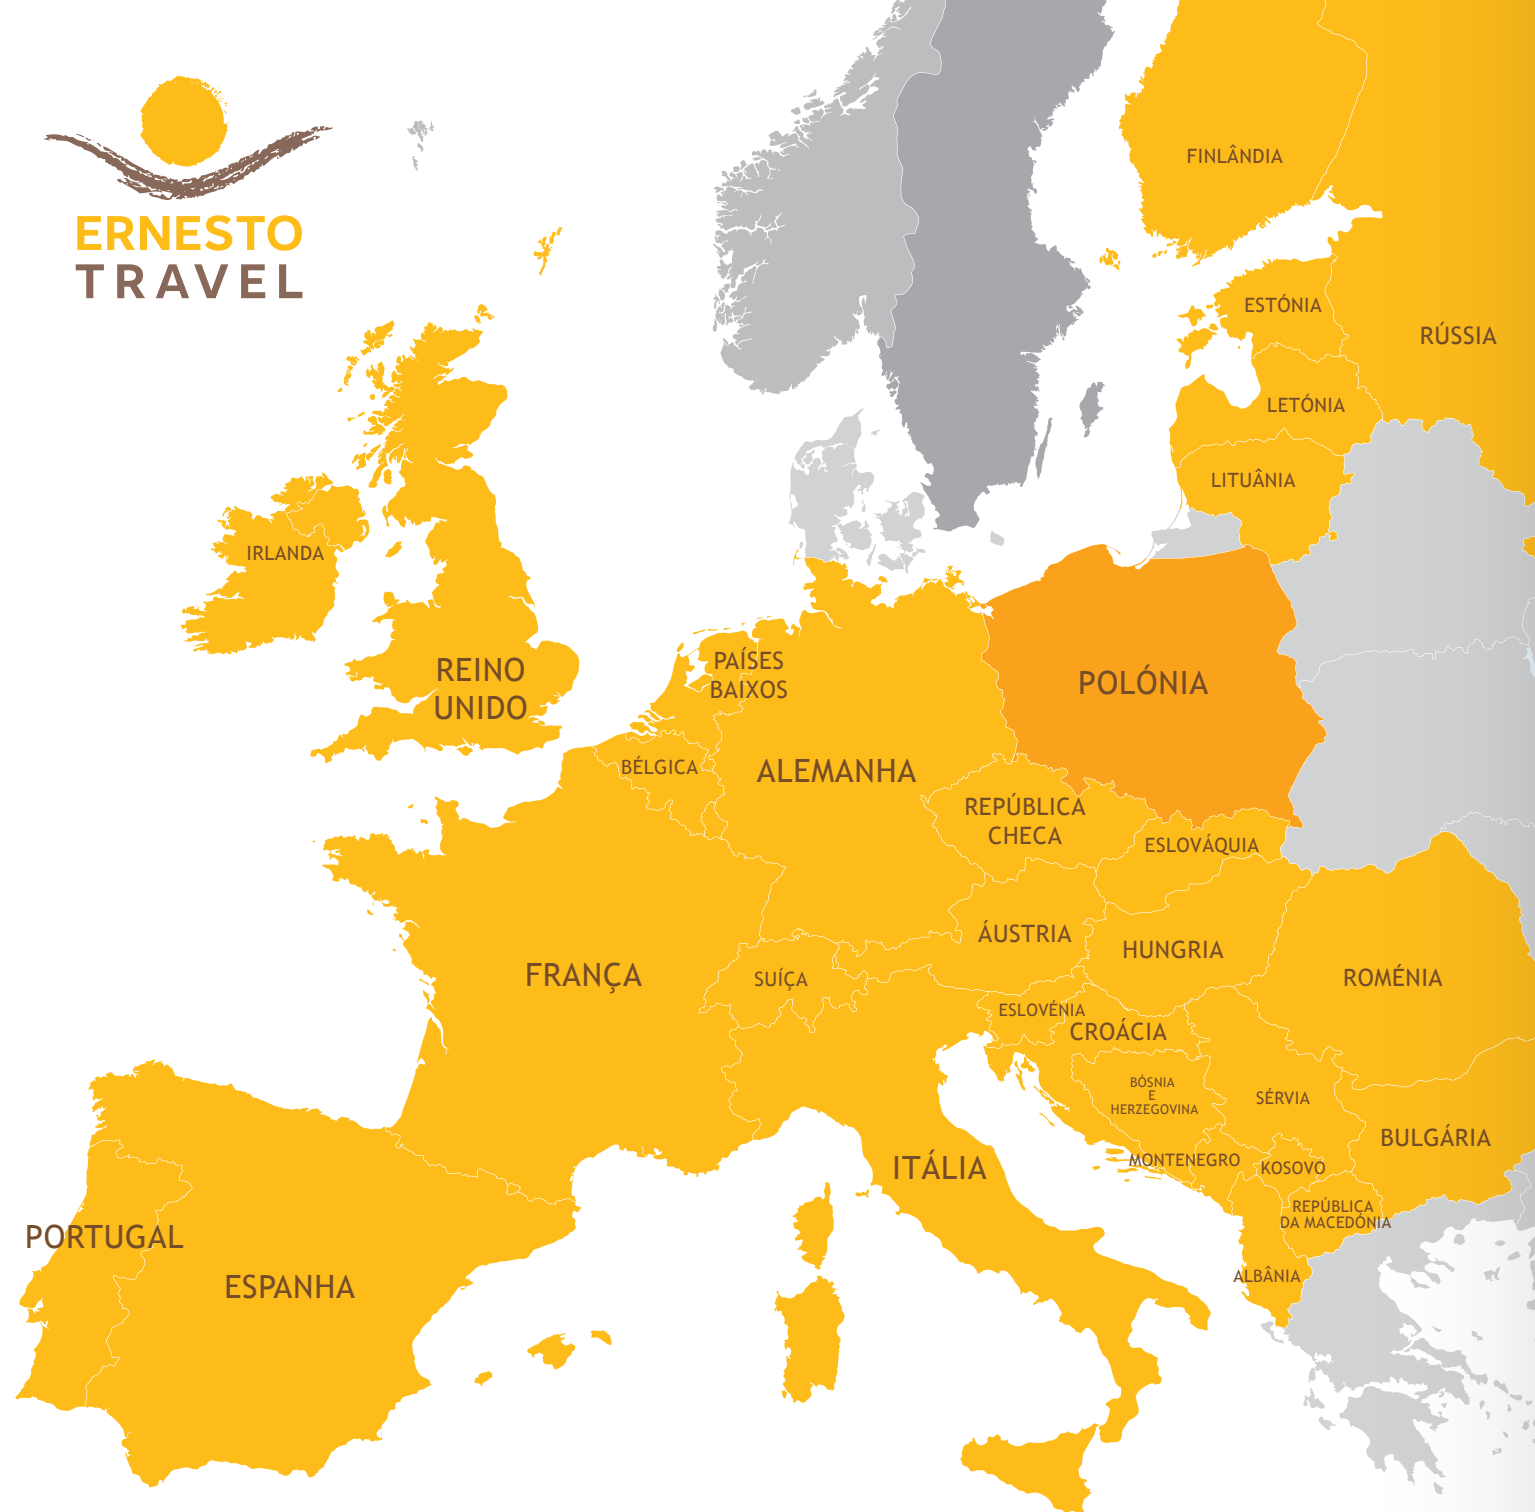 ERNESTO
TRAVEL
FINLÂNDIA
ESTÓNIA
RÚSSIA
LETÓNIA
LITUÂNIA
IRLANDA
REINO
UNIDO
PAÍSES
BAIXOS
POLÓNIA
BÉLGICA
ALEMANHA
REPÚBLICA
CHECA
ESLOVÁQUIA
ÁUSTRIA
HUNGRIA
FRANÇA
SUÍÇA
ROMÉNIA
ESLOVÉNIA
CROÁCIA
BÓSNIA
E
HERZEGOVINA
SÉRVIA
BULGÁRIA
ITÁLIA
MONTENEGRO
KOSOVO
REPÚBLICA
DA MACEDÓNIA
PORTUGAL
ESPANHA
ALBÂNIA